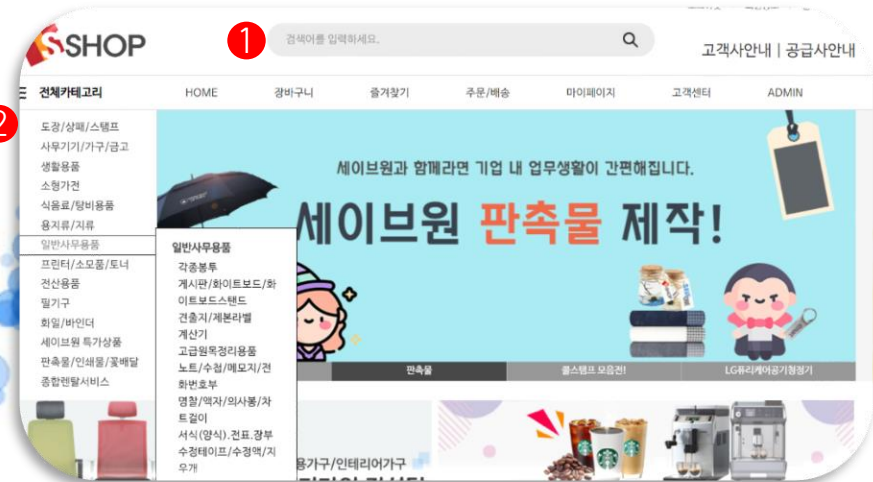 SSHOP
1
검색어를 입력하세요.
고객사안내 | 공급사안내
전체카테고리
HOME
장바구니
즐겨찾기
주문/배송
마이페이지
고객센터
ADMIN
2
도장/상패/스탬프
사무기기/가구/금고
생활용품
소형가전
식음료/탕비용품
용지류/지류
일반사무용품
프린터/소모품/토너
전산용품
필기구
화일/바인더
세이브원 특가상품
판촉물/인쇄물/꽃배달
종합렌탈서비스
일반사무용품
각종봉투
게시판/화이트보드/화
이트보드스탠드
견출지/제본라벨
계산기
고급원목정리용품
노트/수첩/메모지/전
화번호부
명찰/액자/의사봉/차
트걸이
서식(양식).전표.장부
수정테이프/수정액/지
우개
세이브원과 함께라면 기업 내 업무생활이 간편해집니다.
세이브원 판촉물 제작!
판촉물
콜스탬프 모음전!
LG퓨리케어공기청정기
용가구/인테리어가구